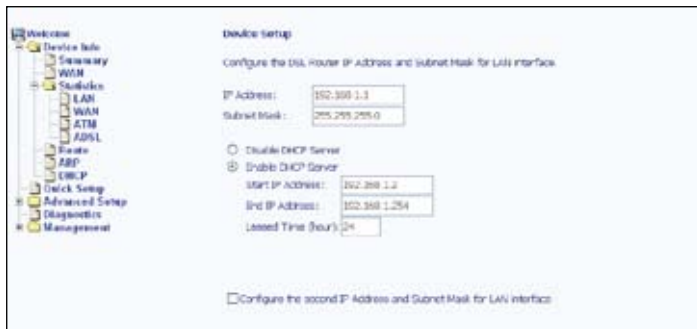 Welcome
Device Info
Summary
WAN
Statistics
LAN
WAN
ATM
ADSL
Route
ARP
DHCP
Quick Setup
Advanced Setup
Diagnostics
Management
Device Setup
Configure the DSL Router IP Address and Subnet Mask for LAN interface.
IP Address: 192.168.1.1
Subnet Mask: 255.255.255.0
Disable DHCP Server
Enable DHCP Server
Start IP Address: 192.168.1.2
End IP Address: 192.168.1.254
Leased Time (hour): 24
Configure the second IP Address and Subnet Mask for LAN interface